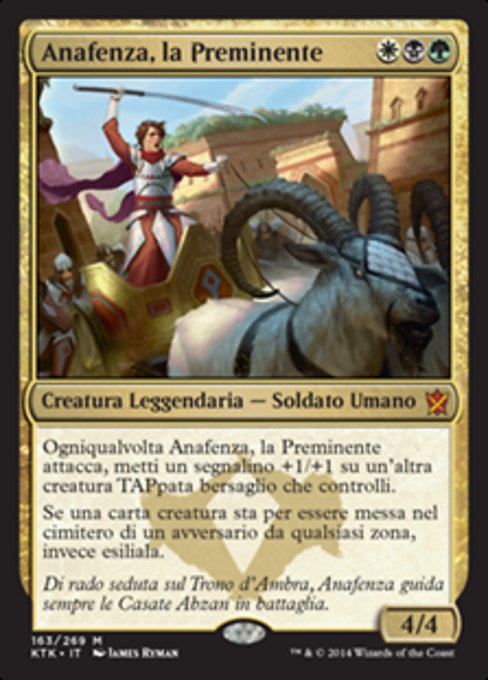 Anafenza, la Preminente
Creatura Leggendaria — Soldato Umano
Ogniqualvolta Anafenza, la Preminente
attacca, metti un segnalino +1/+1 su un'altra
creatura TAPpata bersaglio che controlli.
Se una carta creatura sta per essere messa nel
cimitero di un avversario da qualsiasi zona,
invece esiliala.
Di rado seduta sul Trono d'Ambra, Anafenza guida
sempre le Casate Abzan in battaglia.
4/4
163/269 M
KTK • IT James Ryman
™ & © 2014 Wizards of the Coast